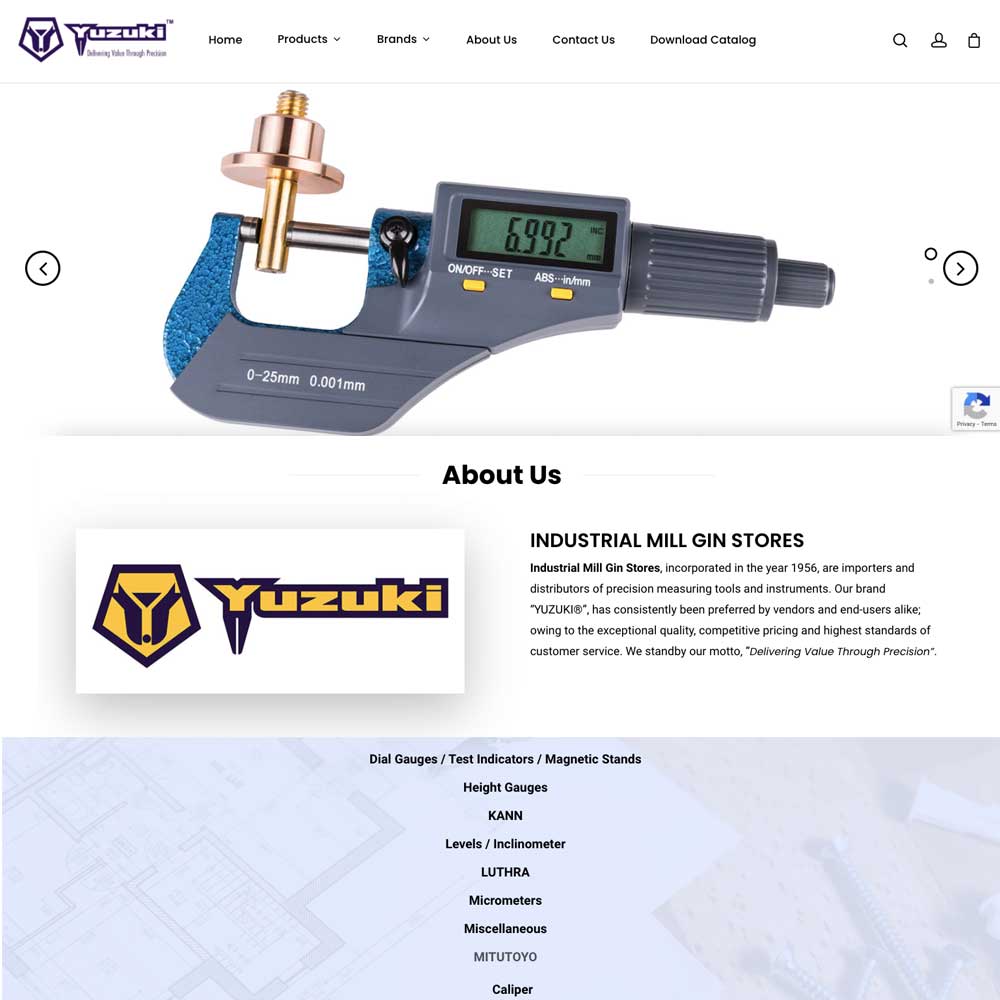 Yuzuki™
Delivering Value Through Precision
Home
Products
Brands
About Us
Contact Us
Download Catalog
6.992
INC
mm
ON/OFF···SET
ABS···in/mm
0-25mm 0.001mm
Privacy - Terms
About Us
Yuzuki
INDUSTRIAL MILL GIN STORES
Industrial Mill Gin Stores, incorporated in the year 1956, are importers and
distributors of precision measuring tools and instruments. Our brand
“YUZUKI®”, has consistently been preferred by vendors and end-users alike;
owing to the exceptional quality, competitive pricing and highest standards of
customer service. We standby our motto, “Delivering Value Through Precision”.
Dial Gauges / Test Indicators / Magnetic Stands
Height Gauges
KANN
Levels / Inclinometer
LUTHRA
Micrometers
Miscellaneous
MITUTOYO
Caliper